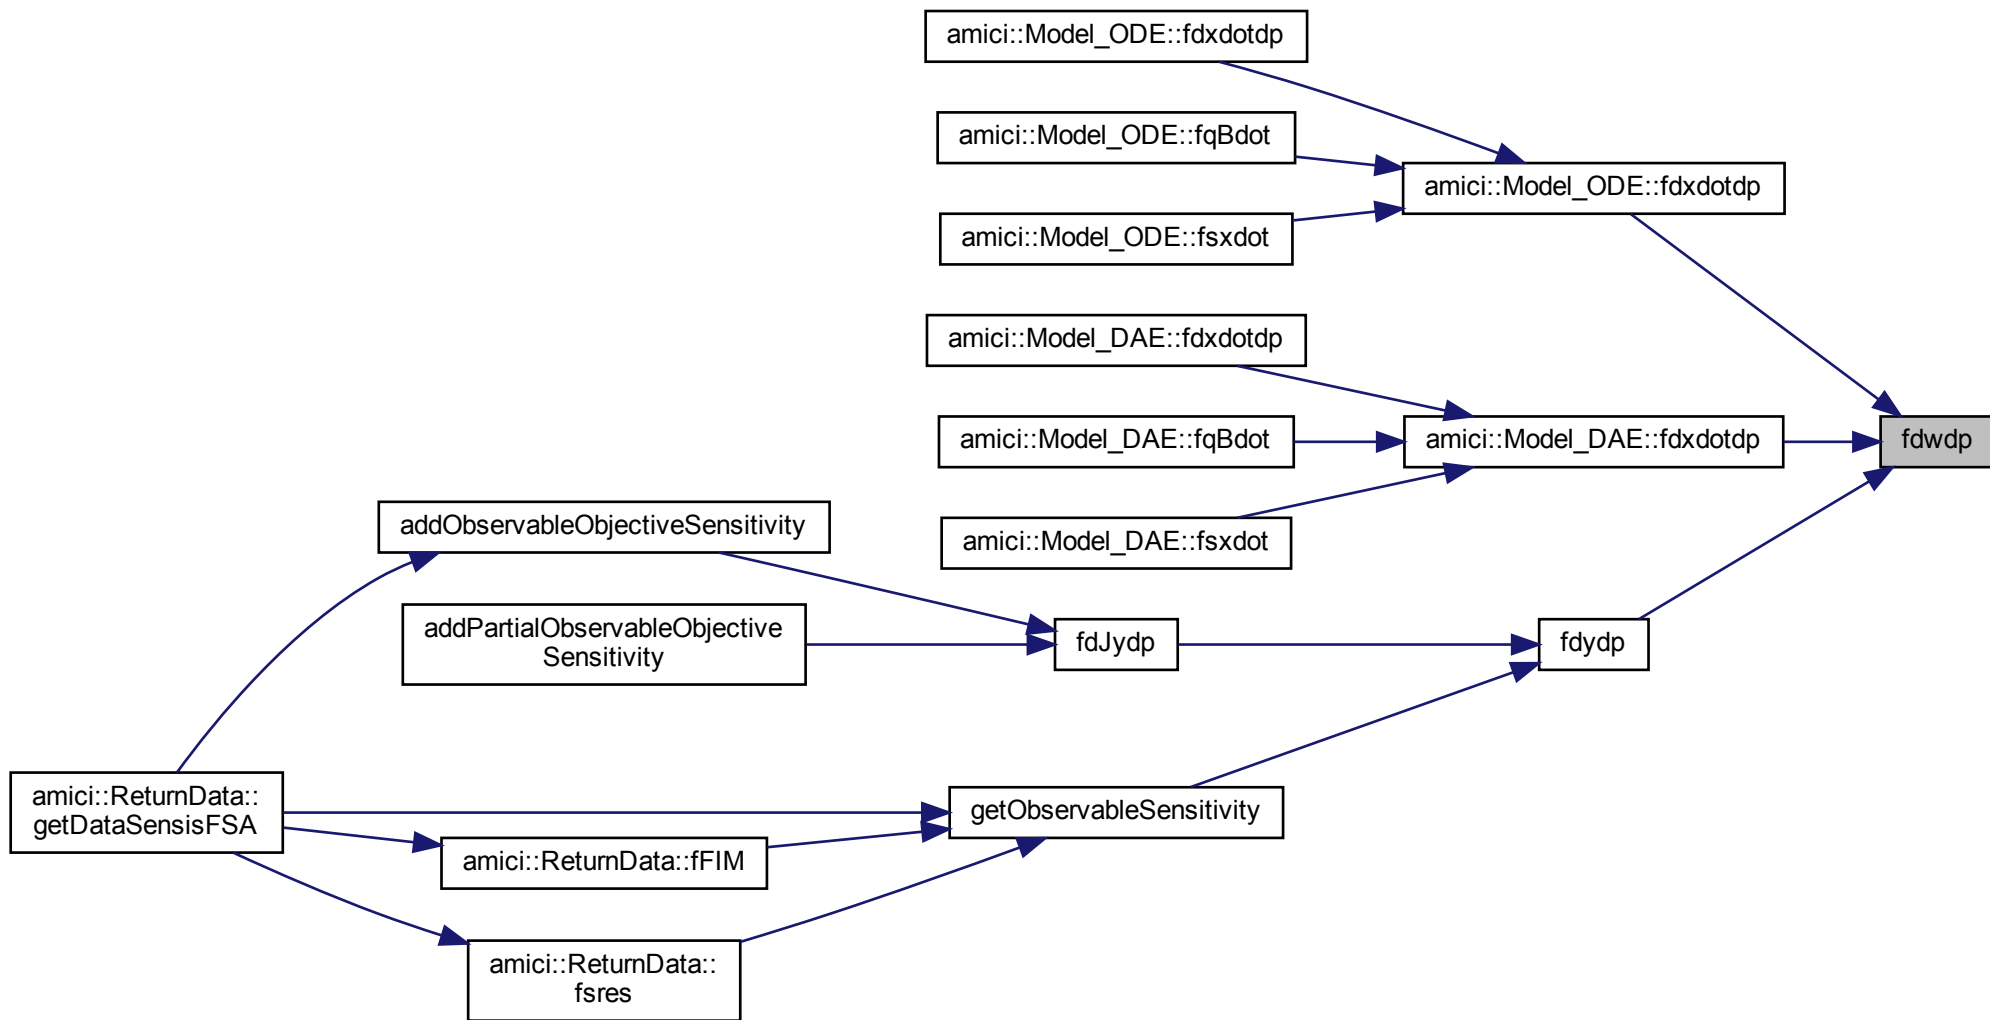 amici::Model_ODE::fdxdotdp
amici::Model_ODE::fqBdot
amici::Model_ODE::fdxdotdp
amici::Model_ODE::fsxdot
amici::Model_DAE::fdxdotdp
amici::Model_DAE::fqBdot
amici::Model_DAE::fdxdotdp
fdwdp
amici::Model_DAE::fsxdot
addObservableObjectiveSensitivity
addPartialObservableObjective
Sensitivity
fdJydp
fdydp
amici::ReturnData::
getDataSensisFSA
getObservableSensitivity
amici::ReturnData::fFIM
amici::ReturnData::
fsres